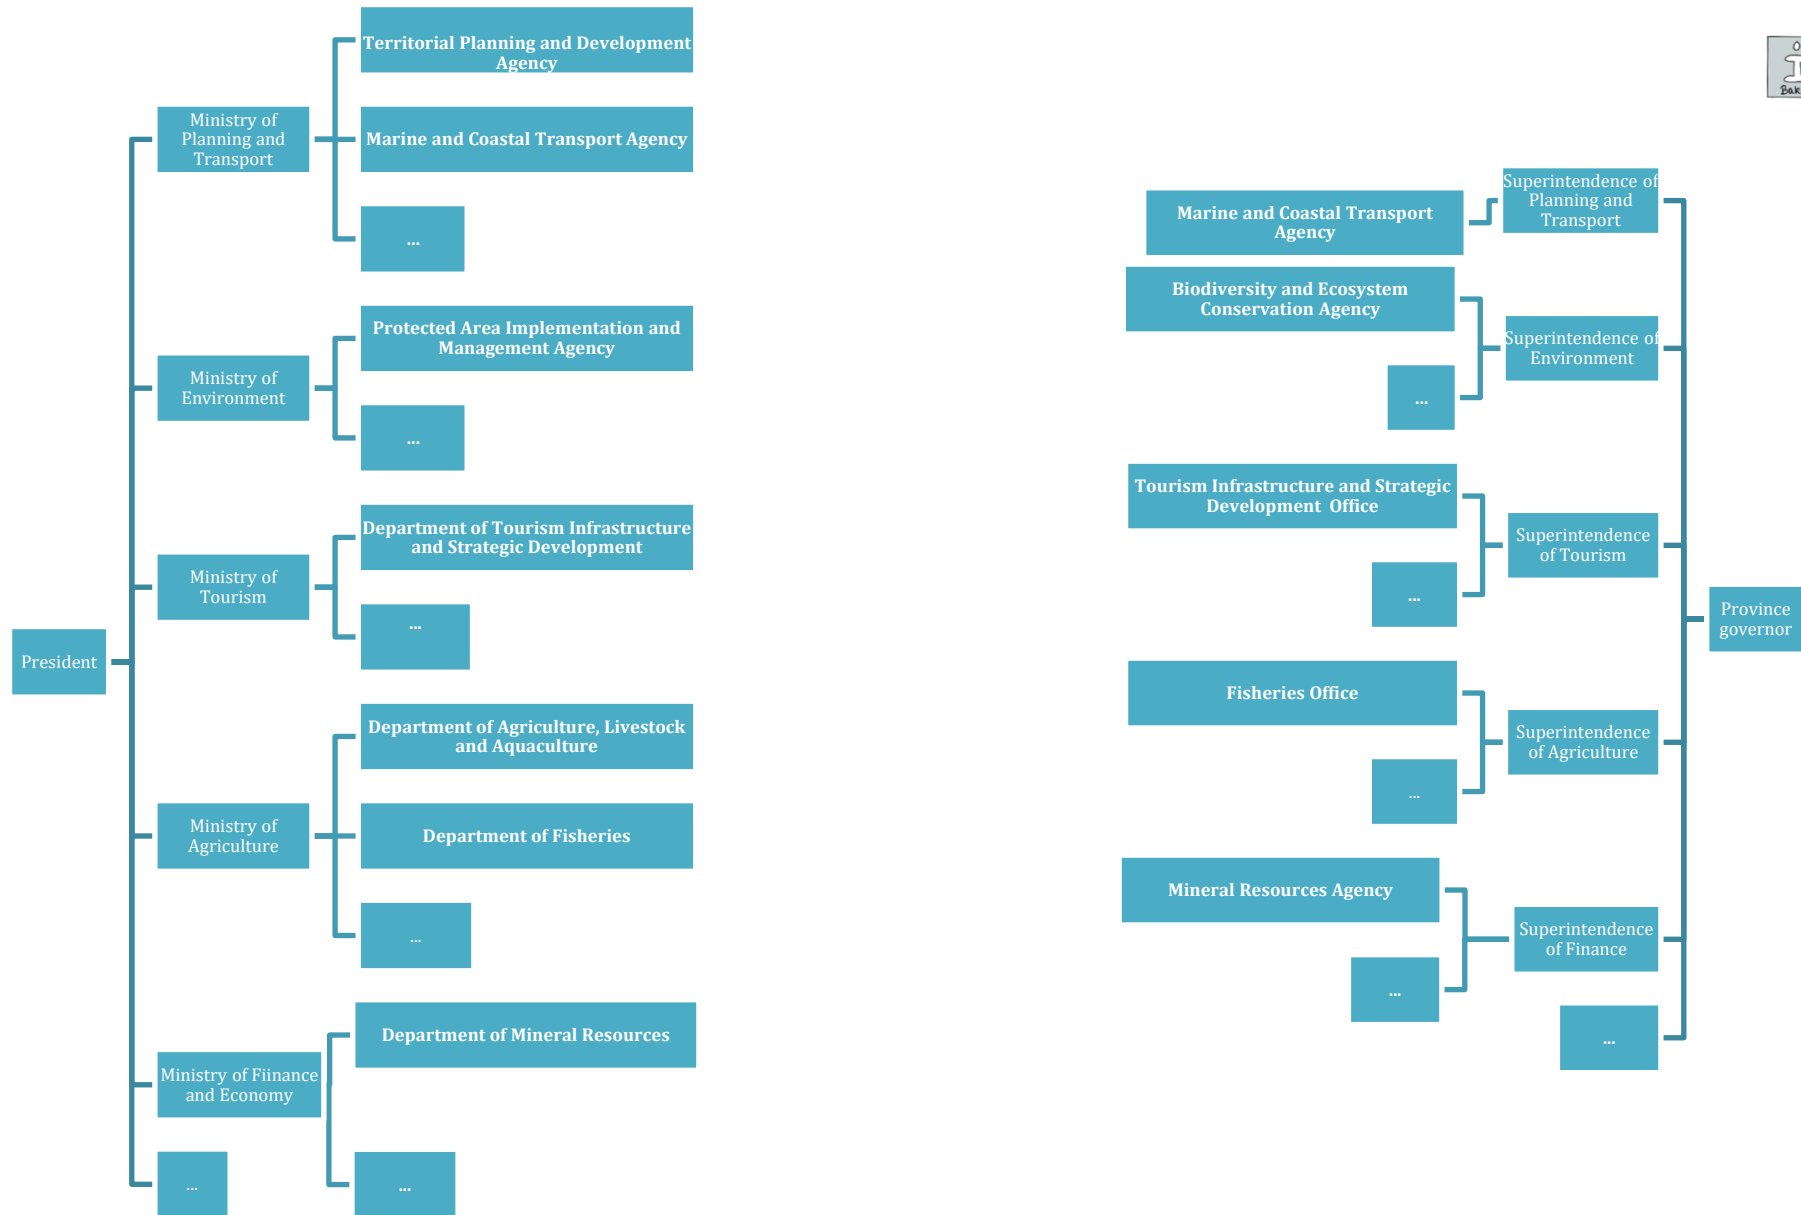 Territorial Planning and Development
Agency
Ministry of
Planning and
Transport
Marine and Coastal Transport Agency
...
Protected Area Implementation and
Management Agency
Ministry of
Environment
...
Department of Tourism Infrastructure
and Strategic Development
Ministry of
Tourism
...
President
Department of Agriculture, Livestock
and Aquaculture
Ministry of
Agriculture
Department of Fisheries
...
Department of Mineral Resources
Ministry of Fiinance
and Economy
...
...
Marine and Coastal Transport
Agency
Superintendence of
Planning and
Transport
Biodiversity and Ecosystem
Conservation Agency
Superintendence of
Environment
...
Tourism Infrastructure and Strategic
Development Office
Superintendence
of Tourism
...
Province
governor
Fisheries Office
Superintendence
of Agriculture
...
Mineral Resources Agency
Superintendence
of Finance
...
...